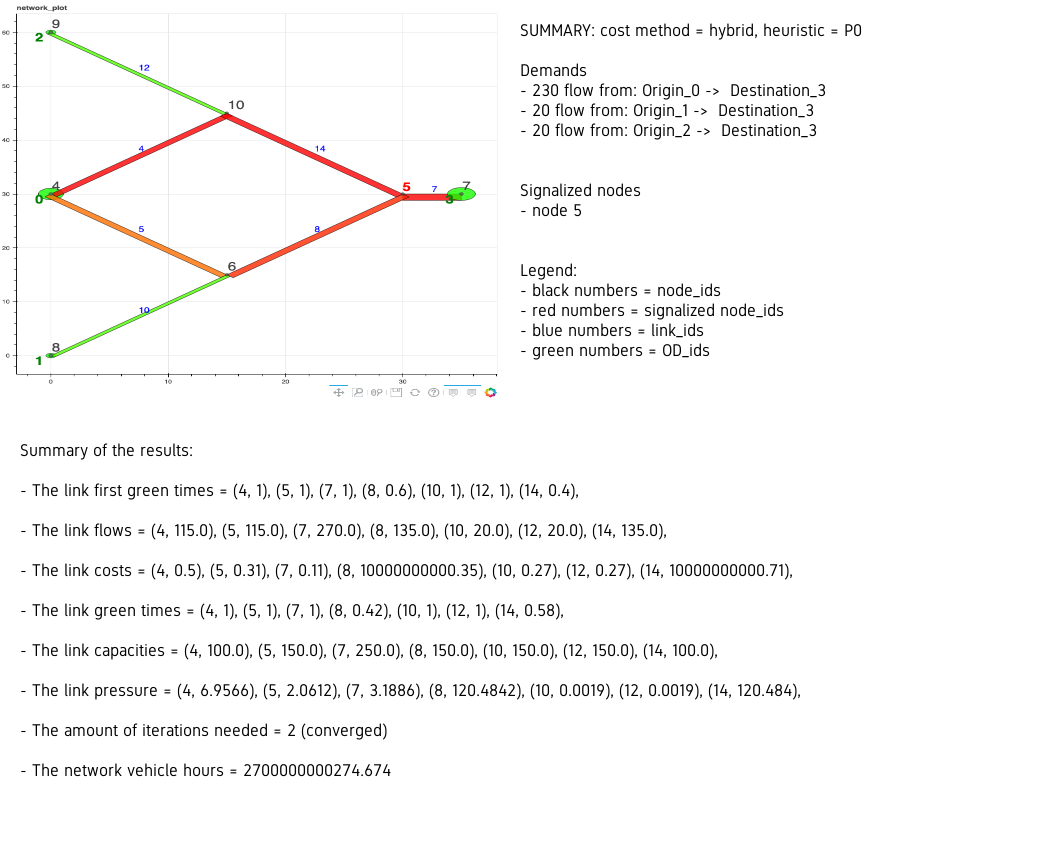 network_plot
9
2
60
12
50
10
40
4
14
4
5
7
7
30
0
3
5
8
20
6
10
10
8
0
1
0
10
20
30
SUMMARY: cost method = hybrid, heuristic = P0
Demands
- 230 flow from: Origin_0 -> Destination_3
- 20 flow from: Origin_1 -> Destination_3
- 20 flow from: Origin_2 -> Destination_3
Signalized nodes
- node 5
Legend:
- black numbers = node_ids
- red numbers = signalized node_ids
- blue numbers = link_ids
- green numbers = OD_ids
Summary of the results:
- The link first green times = (4, 1), (5, 1), (7, 1), (8, 0.6), (10, 1), (12, 1), (14, 0.4),
- The link flows = (4, 115.0), (5, 115.0), (7, 270.0), (8, 135.0), (10, 20.0), (12, 20.0), (14, 135.0),
- The link costs = (4, 0.5), (5, 0.31), (7, 0.11), (8, 10000000000.35), (10, 0.27), (12, 0.27), (14, 10000000000.71),
- The link green times = (4, 1), (5, 1), (7, 1), (8, 0.42), (10, 1), (12, 1), (14, 0.58),
- The link capacities = (4, 100.0), (5, 150.0), (7, 250.0), (8, 150.0), (10, 150.0), (12, 150.0), (14, 100.0),
- The link pressure = (4, 6.9566), (5, 2.0612), (7, 3.1886), (8, 120.4842), (10, 0.0019), (12, 0.0019), (14, 120.484),
- The amount of iterations needed = 2 (converged)
- The network vehicle hours = 2700000000274.674